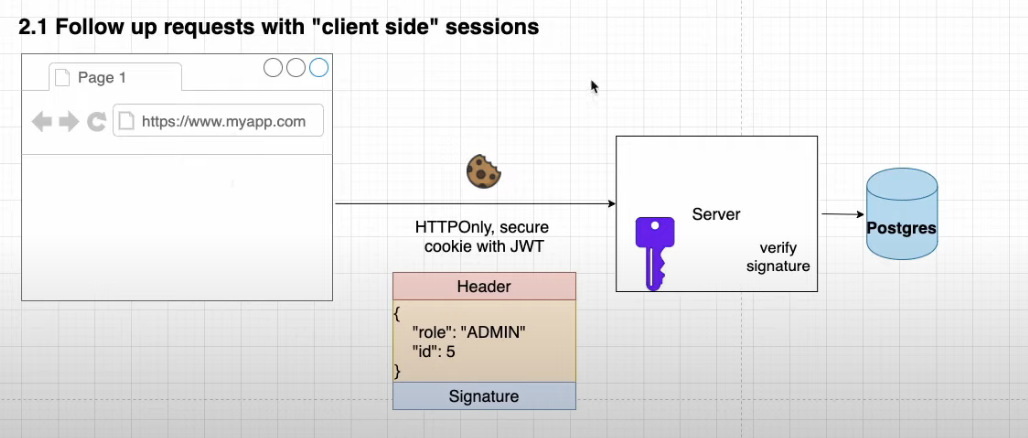 2.1 Follow up requests with "client side" sessions
Page 1
https://www.myapp.com
HTTPOnly, secure
cookie with JWT
Header
{
"role": "ADMIN"
"id": 5
}
Signature
Server
verify
signature
Postgres